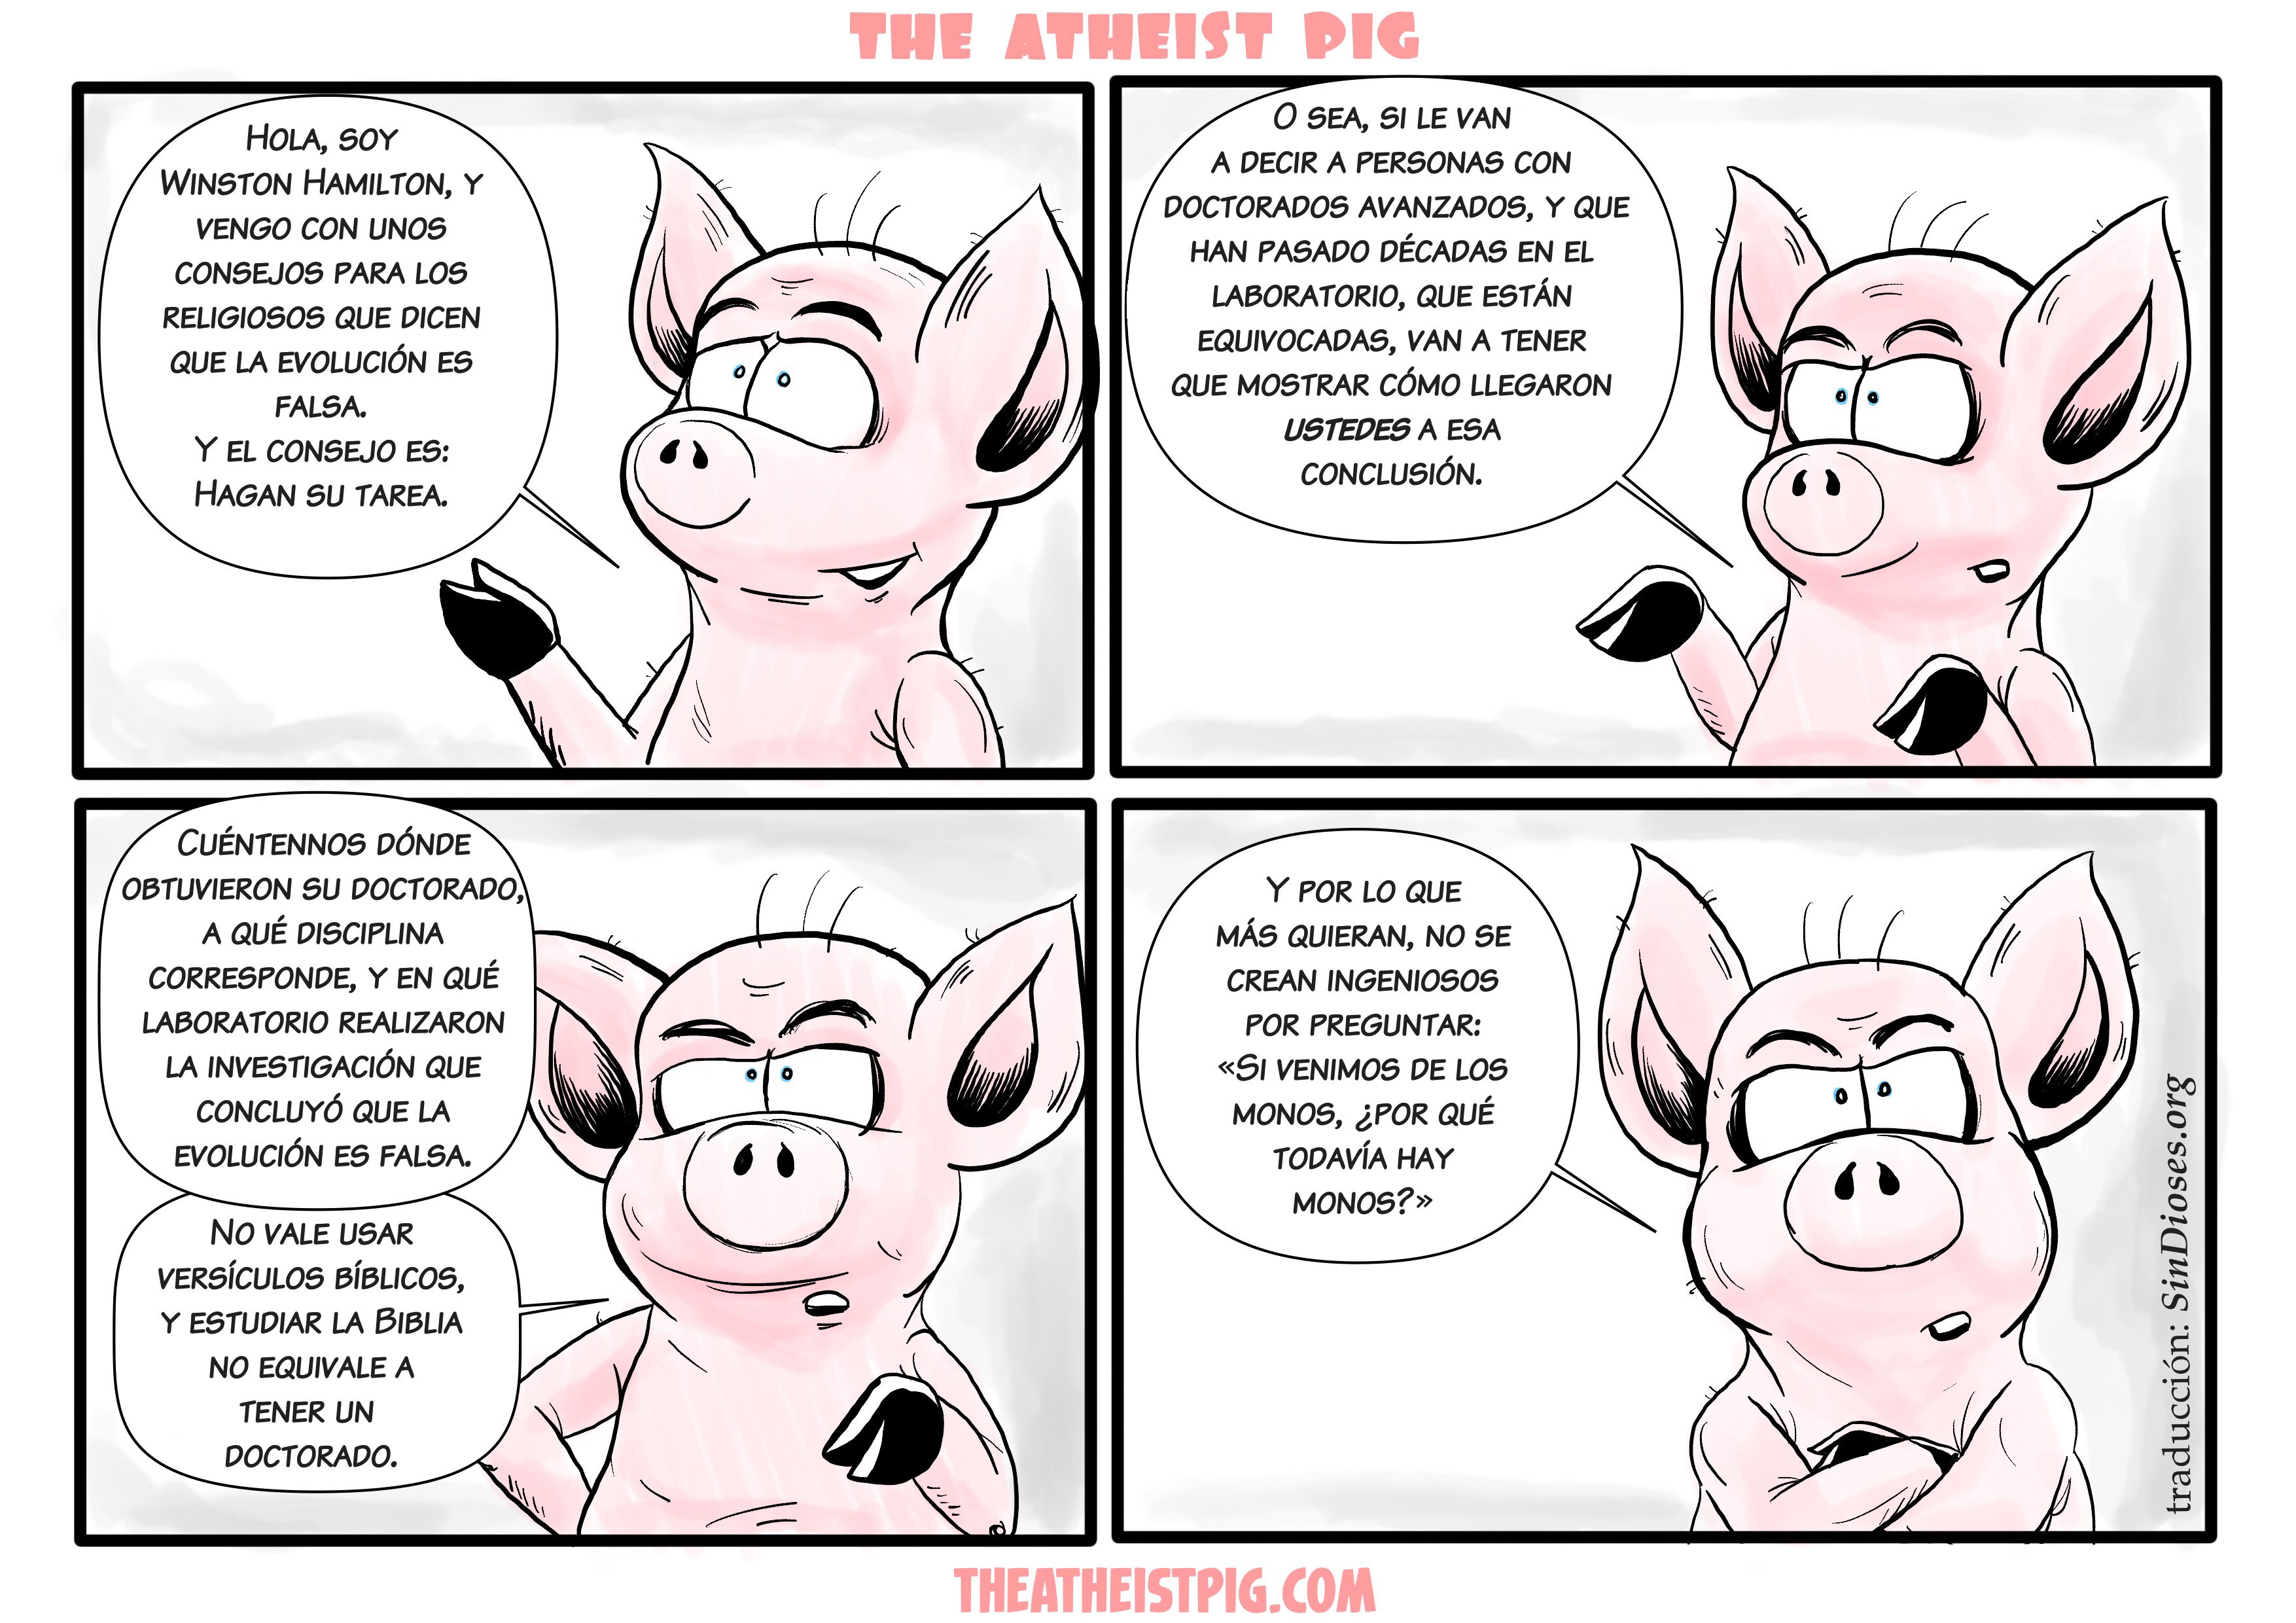 THE ATHEIST PIG
HOLA, SOY
WINSTON HAMILTON, Y
VENGO CON UNOS
CONSEJOS PARA LOS
RELIGIOSOS QUE DICEN
QUE LA EVOLUCIÓN ES
FALSA.
Y EL CONSEJO ES:
HAGAN SU TAREA.
O SEA, SI LE VAN
A DECIR A PERSONAS CON
DOCTORADOS AVANZADOS, Y QUE
HAN PASADO DÉCADAS EN EL
LABORATORIO, QUE ESTÁN
EQUIVOCADAS, VAN A TENER
QUE MOSTRAR CÓMO LLEGARON
USTEDES A ESA
CONCLUSIÓN.
CUÉNTENNOS DÓNDE
OBTUVIERON SU DOCTORADO,
A QUÉ DISCIPLINA
CORRESPONDE, Y EN QUÉ
LABORATORIO REALIZARON
LA INVESTIGACIÓN QUE
CONCLUYÓ QUE LA
EVOLUCIÓN ES FALSA.
NO VALE USAR
VERSÍCULOS BÍBLICOS,
Y ESTUDIAR LA BIBLIA
NO EQUIVALE A
TENER UN
DOCTORADO.
Y POR LO QUE
MÁS QUIERAN, NO SE
CREAN INGENIOSOS
POR PREGUNTAR:
«SI VENIMOS DE LOS
MONOS, ¿POR QUÉ
TODAVÍA HAY
MONOS?»
traducción: SinDioses.org
THEATHEISTPIG.COM